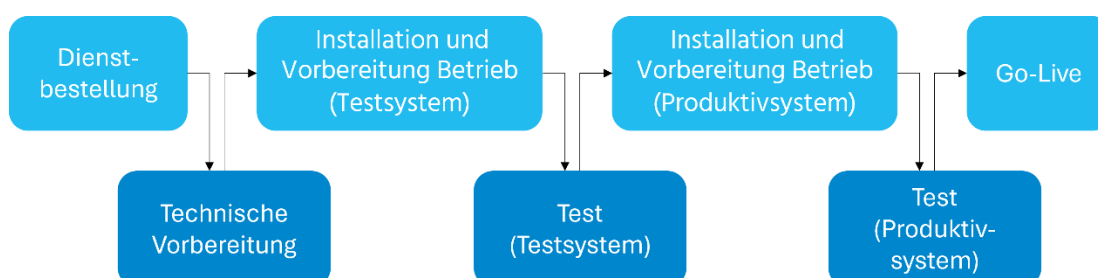 Dienst-
bestellung
Technische
Vorbereitung
Installation und
Vorbereitung Betrieb
(Testsystem)
Test
(Testsystem)
Installation und
Vorbereitung Betrieb
(Produktivsystem)
Test
(Produktiv-
system)
Go-Live